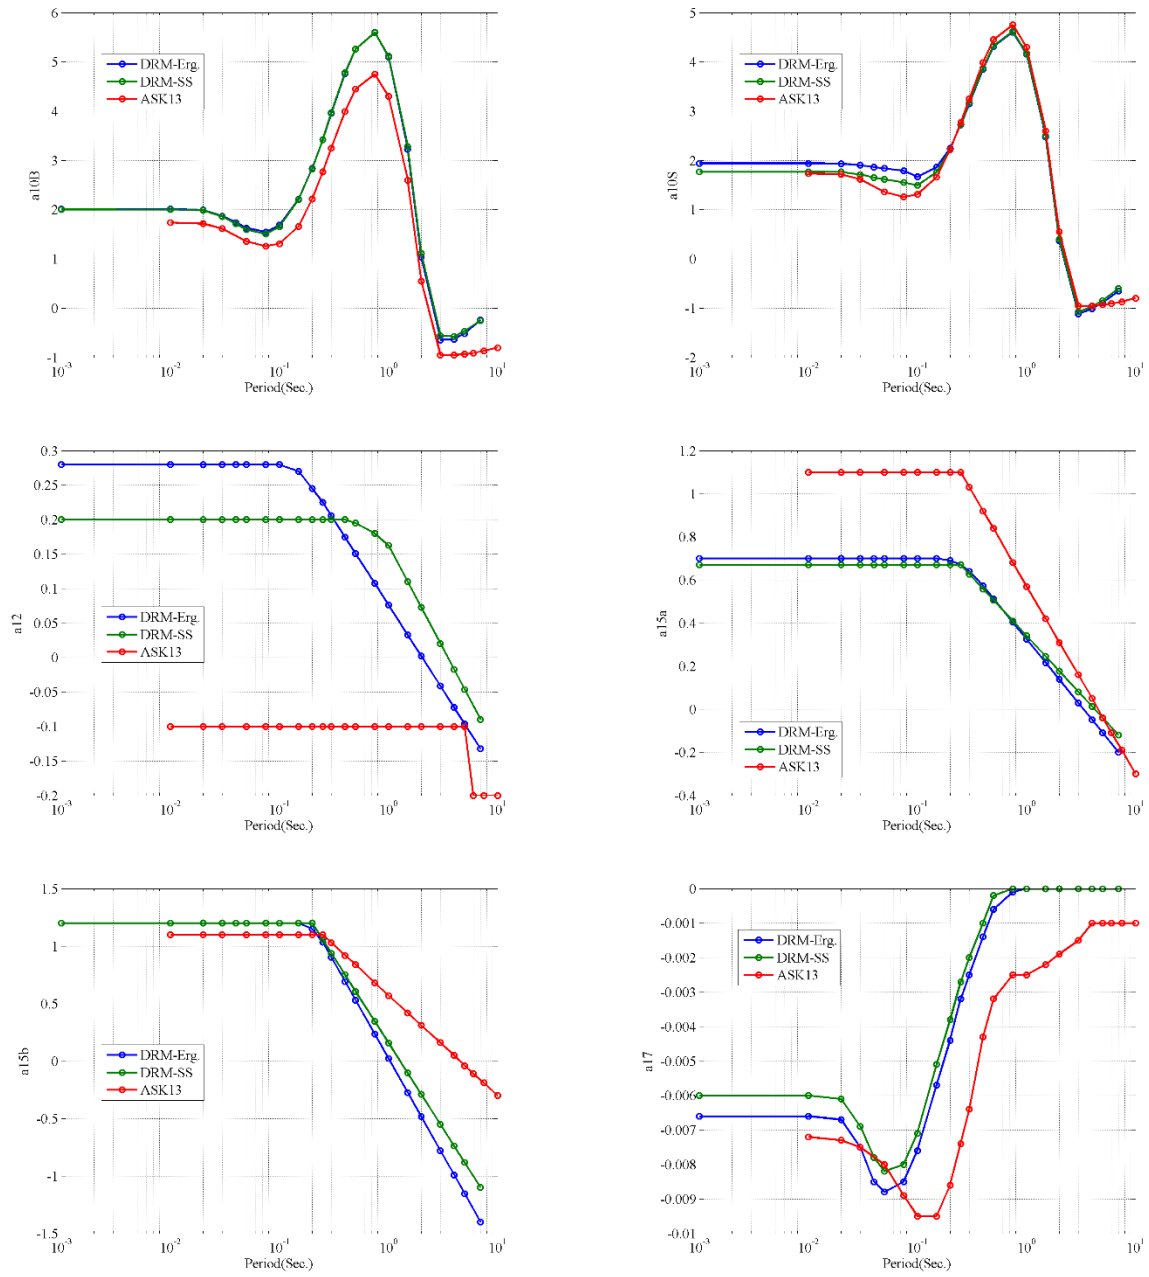 6
5
4
3
2
1
0
-1
a10B
DRM-Erg.
DRM-SS
ASK13
10^-3 10^-2 10^-1 10^0 10^1
Period(Sec.)
5
4
3
2
1
0
-1
-2
a10S
DRM-Erg.
DRM-SS
ASK13
10^-3 10^-2 10^-1 10^0 10^1
Period(Sec.)
0.3
0.25
0.2
0.15
0.1
0.05
0
-0.05
-0.1
-0.15
-0.2
a12
DRM-Erg.
DRM-SS
ASK13
10^-3 10^-2 10^-1 10^0 10^1
Period(Sec.)
1.2
1
0.8
0.6
0.4
0.2
0
-0.2
-0.4
a15a
DRM-Erg.
DRM-SS
ASK13
10^-3 10^-2 10^-1 10^0 10^1
Period(Sec.)
1.5
1
0.5
0
-0.5
-1
-1.5
a15b
DRM-Erg.
DRM-SS
ASK13
10^-3 10^-2 10^-1 10^0 10^1
Period(Sec.)
0
-0.001
-0.002
-0.003
-0.004
-0.005
-0.006
-0.007
-0.008
-0.009
-0.01
a17
DRM-Erg.
DRM-SS
ASK13
10^-3 10^-2 10^-1 10^0 10^1
Period(Sec.)